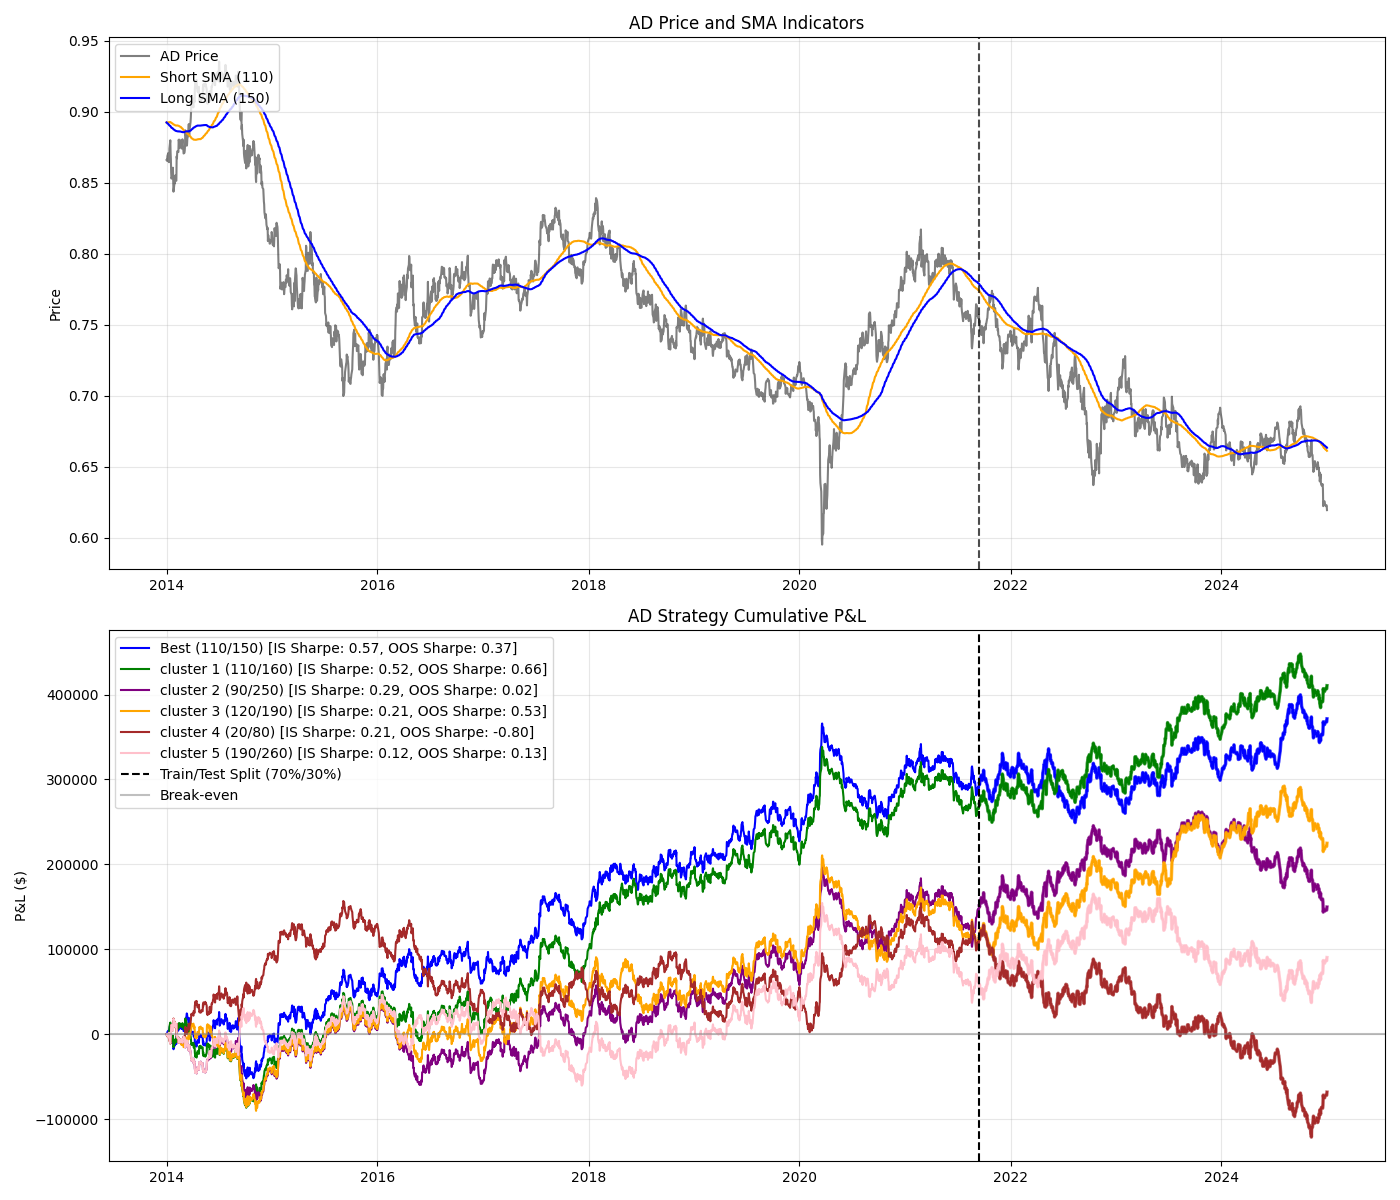 AD Price and SMA Indicators
0.95
0.90
0.85
0.80
0.75
0.70
0.65
0.60
Price
AD Price
Short SMA (110)
Long SMA (150)
2014 2016 2018 2020 2022 2024
AD Strategy Cumulative P&L
Best (110/150) [IS Sharpe: 0.57, OOS Sharpe: 0.37]
cluster 1 (110/160) [IS Sharpe: 0.52, OOS Sharpe: 0.66]
cluster 2 (90/250) [IS Sharpe: 0.29, OOS Sharpe: 0.02]
cluster 3 (120/190) [IS Sharpe: 0.21, OOS Sharpe: 0.53]
cluster 4 (20/80) [IS Sharpe: 0.21, OOS Sharpe: -0.80]
cluster 5 (190/260) [IS Sharpe: 0.12, OOS Sharpe: 0.13]
Train/Test Split (70%/30%)
Break-even
400000
300000
200000
100000
0
−100000
P&L ($)
2014 2016 2018 2020 2022 2024